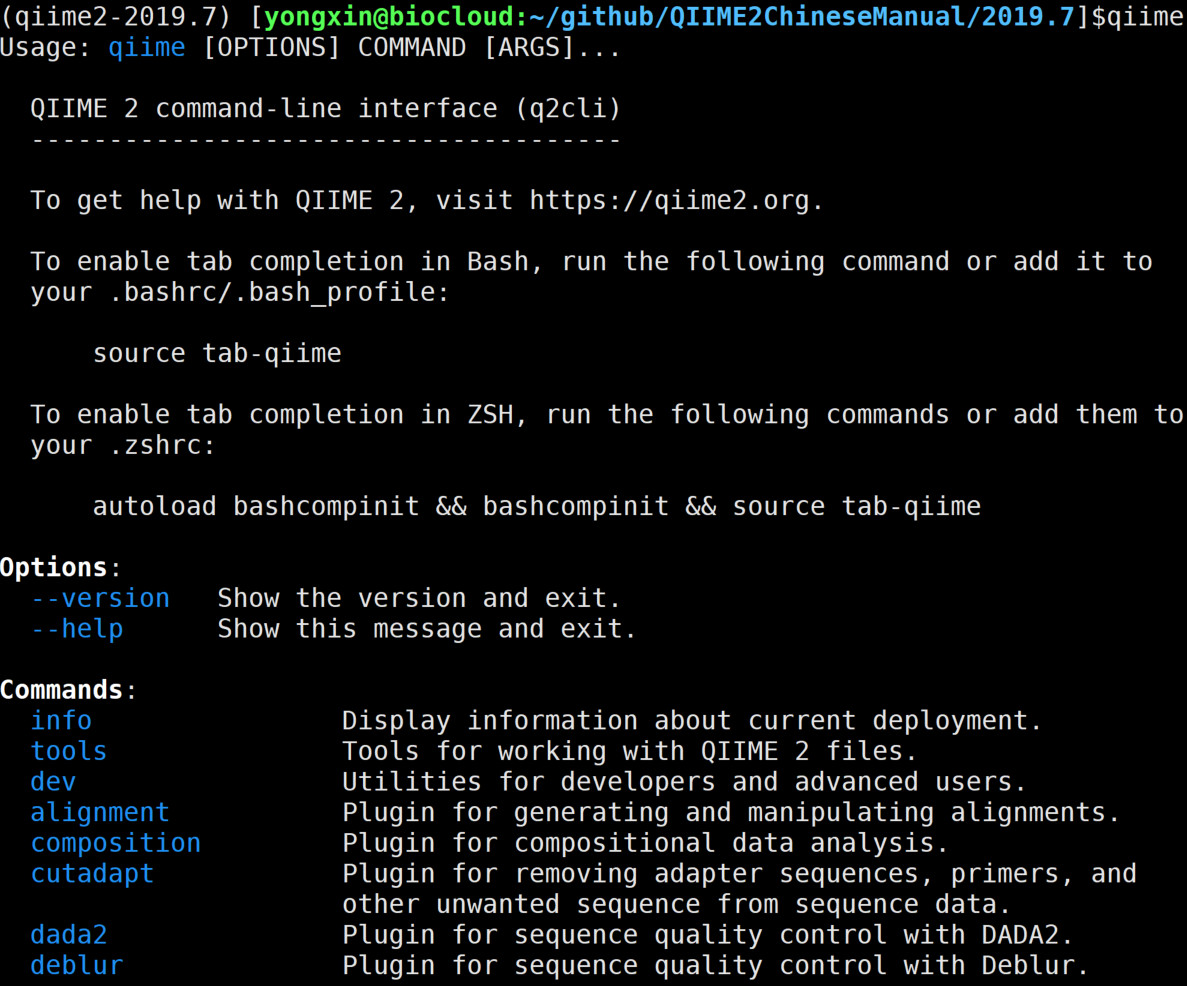 (qiime2-2019.7) [yongxin@biocloud:~/github/QIIME2ChineseManual/2019.7]$qiime
Usage: qiime [OPTIONS] COMMAND [ARGS]...
QIIME 2 command-line interface (q2cli)
--------------------------------------
To get help with QIIME 2, visit https://qiime2.org.
To enable tab completion in Bash, run the following command or add it to
your .bashrc/.bash_profile:
source tab-qiime
To enable tab completion in ZSH, run the following commands or add them to
your .zshrc:
autoload bashcompinit && bashcompinit && source tab-qiime
Options:
--version   Show the version and exit.
--help      Show this message and exit.
Commands:
info                Display information about current deployment.
tools               Tools for working with QIIME 2 files.
dev                 Utilities for developers and advanced users.
alignment           Plugin for generating and manipulating alignments.
composition         Plugin for compositional data analysis.
cutadapt            Plugin for removing adapter sequences, primers, and
other unwanted sequence from sequence data.
dada2               Plugin for sequence quality control with DADA2.
deblur              Plugin for sequence quality control with Deblur.